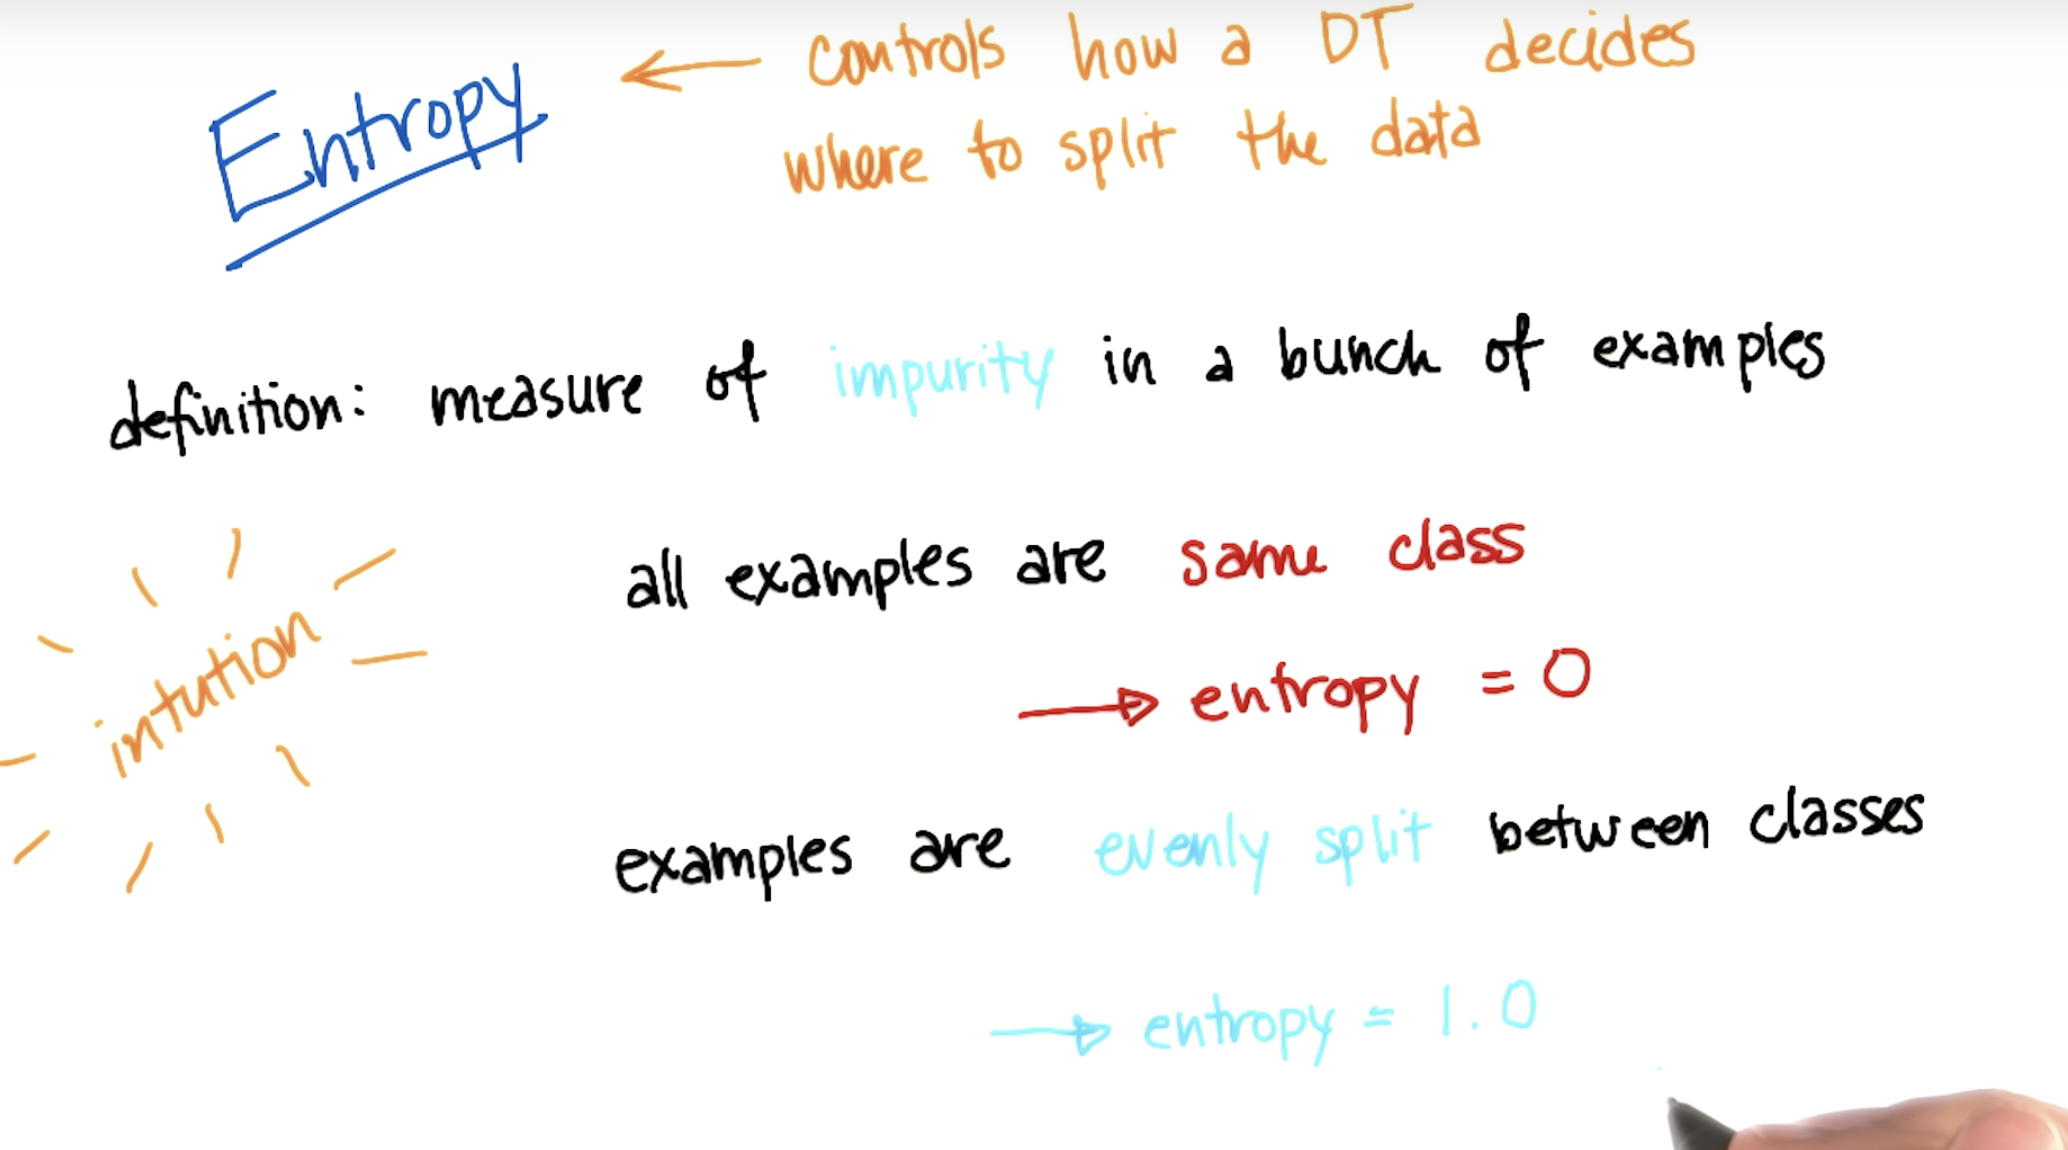 Entropy ← controls how a DT decides
where to split the data
definition: measure of impurity in a bunch of examples
intution
all examples are same class
→ entropy = 0
examples are evenly split between classes
→ entropy = 1.0